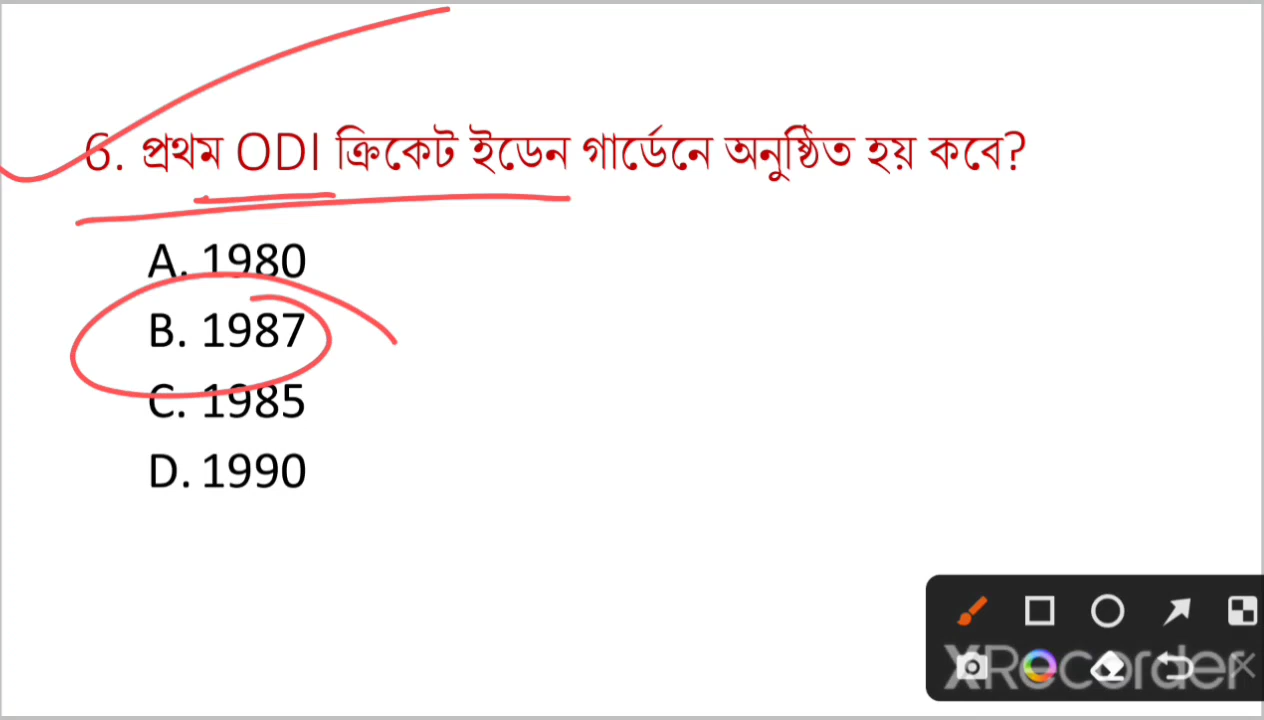 6. প্রথম ODI ক্রিকেট ইডেন গার্ডেনে অনুষ্ঠিত হয় কবে?
A. 1980
B. 1987
C. 1985
D. 1990
XRecorder